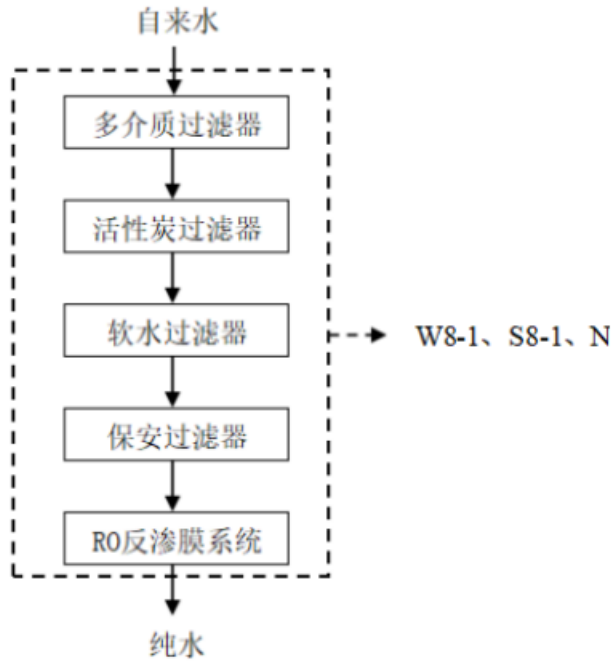 自来水
多介质过滤器
活性炭过滤器
软水过滤器
W8-1、S8-1、N
保安过滤器
RO反渗膜系统
纯水